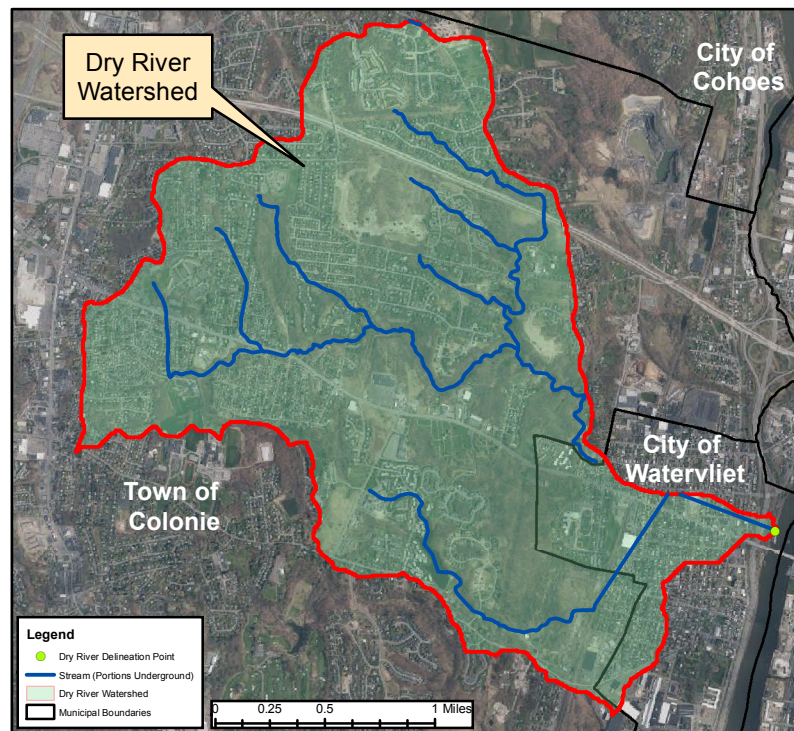 Dry River
Watershed
City of
Cohoes
City of
Watervliet
Town of
Colonie
Legend
Dry River Delineation Point
Stream (Portions Underground)
Dry River Watershed
Municipal Boundaries
0 0.25 0.5 1 Miles